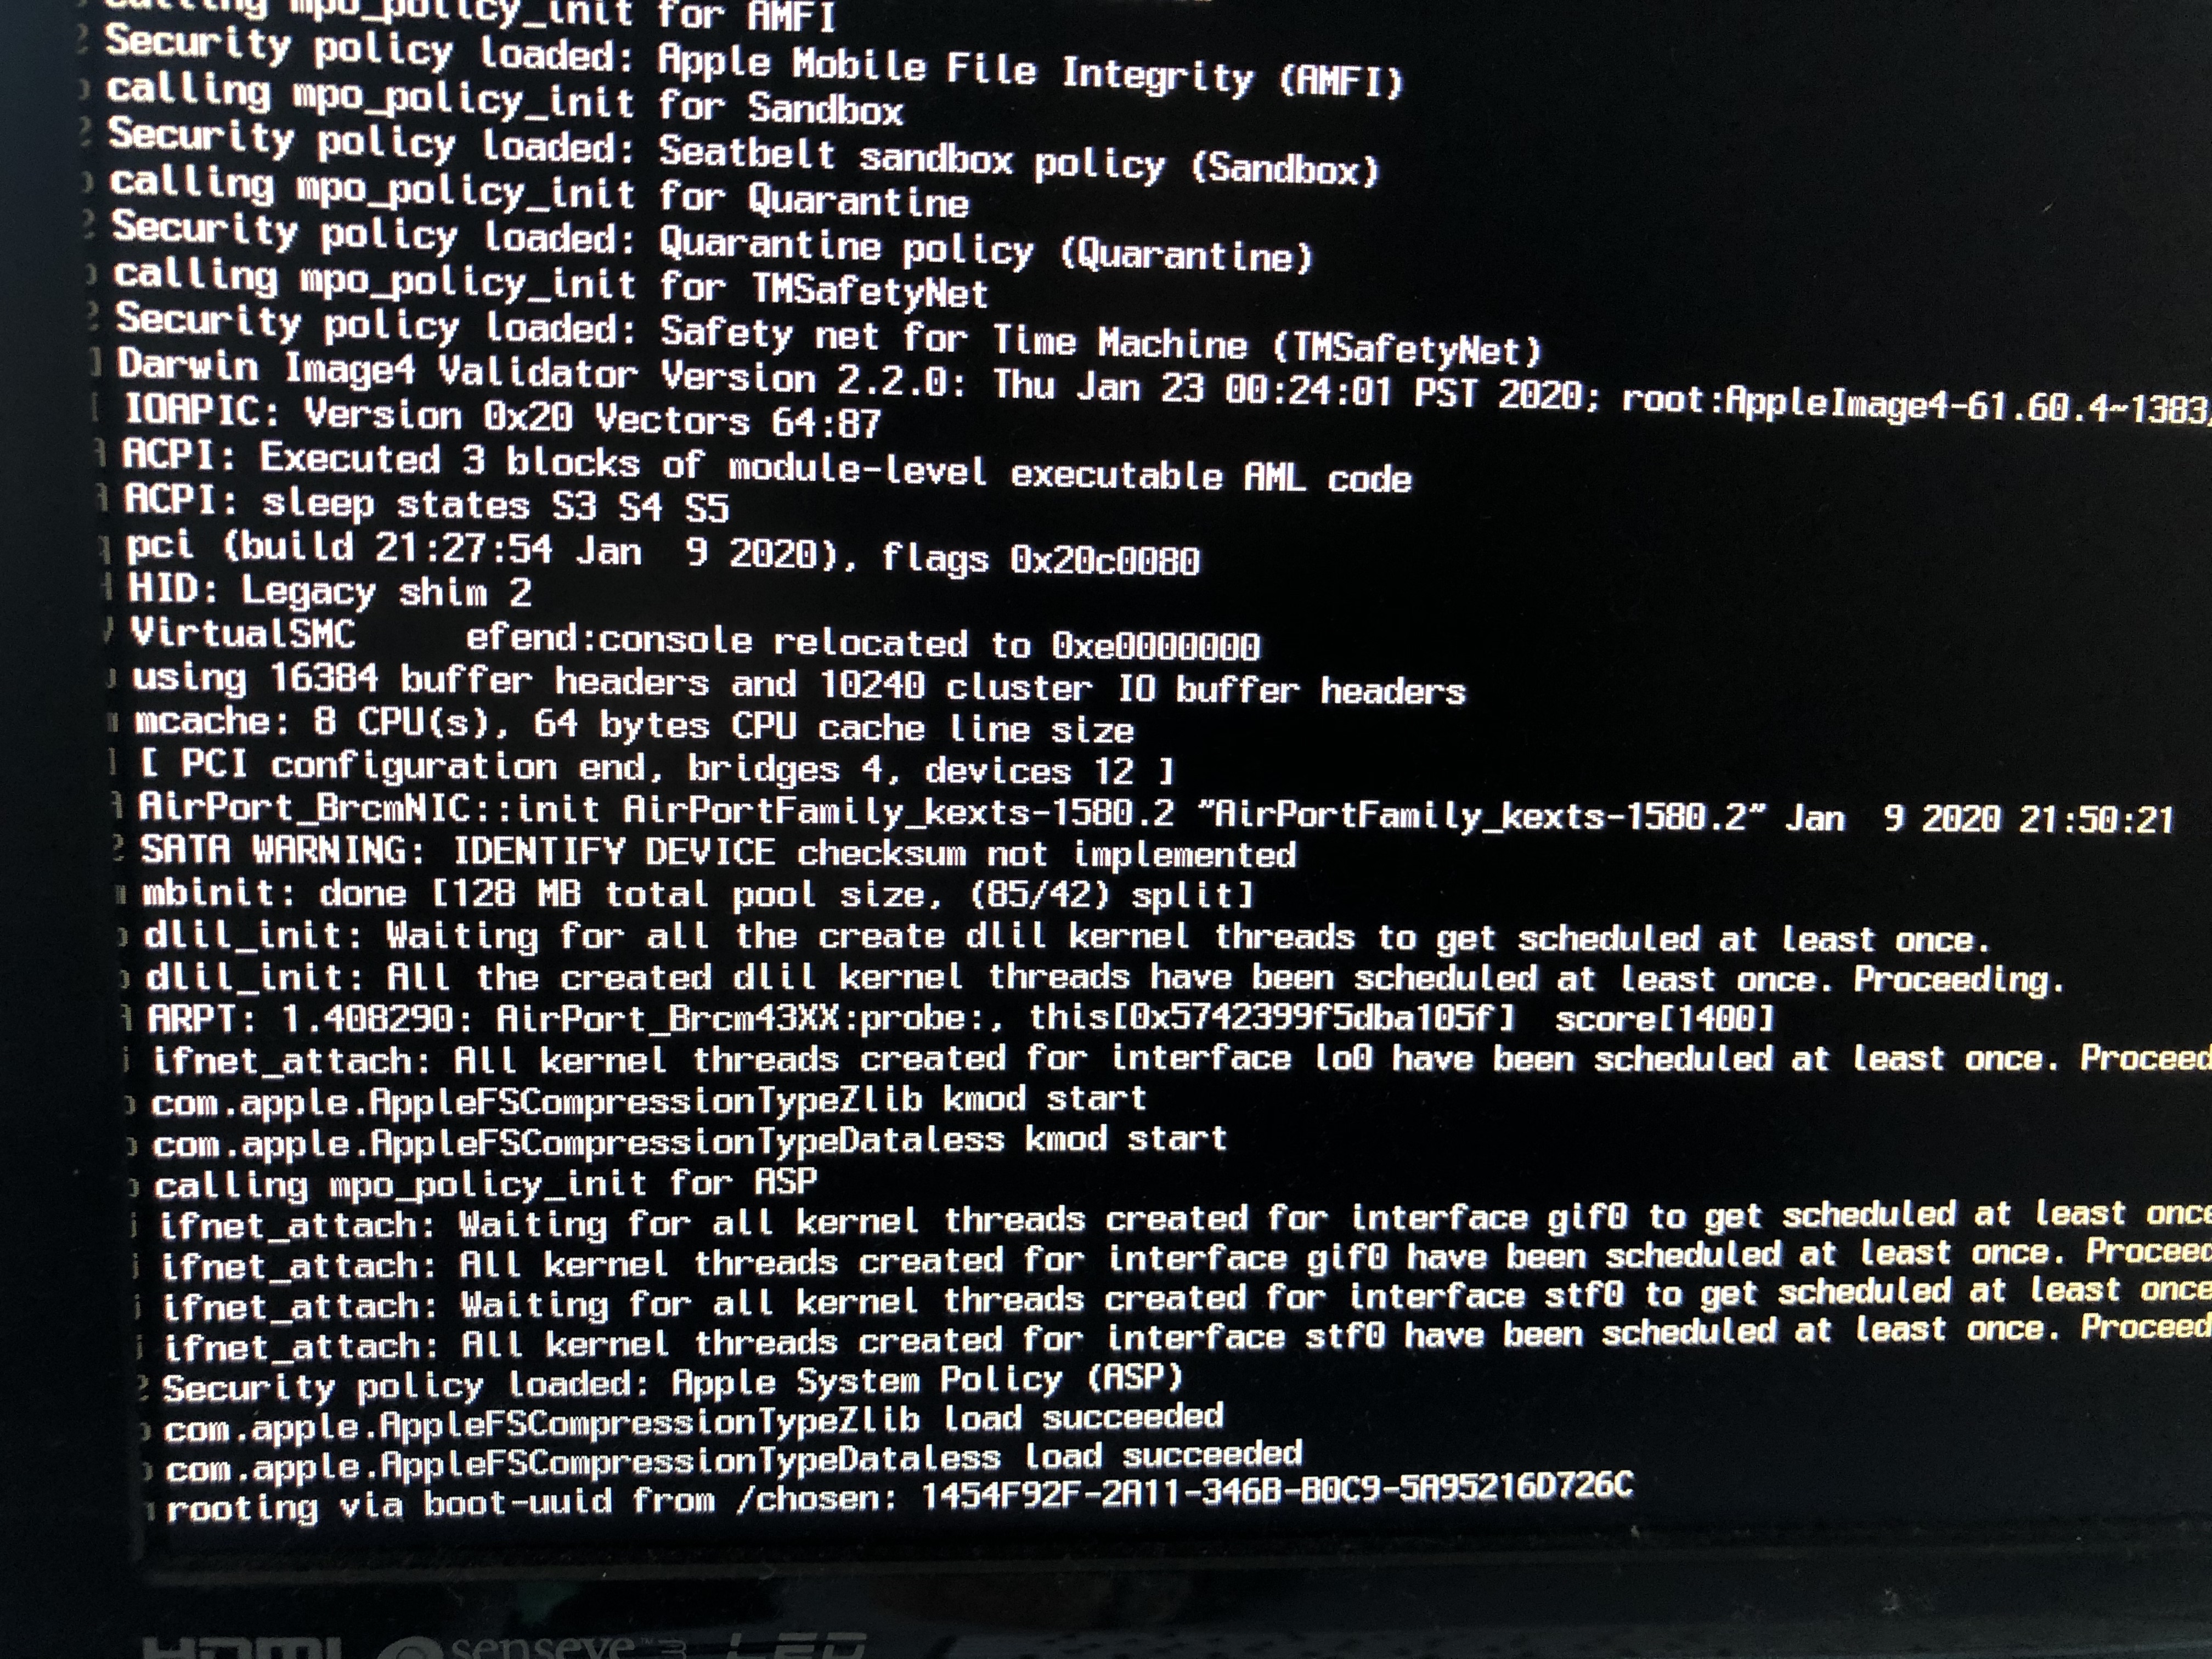 calling mpo_policy_init for AMFI
Security policy loaded: Apple Mobile File Integrity (AMFI)
calling mpo_policy_init for Sandbox
Security policy loaded: Seatbelt sandbox policy (Sandbox)
calling mpo_policy_init for Quarantine
Security policy loaded: Quarantine policy (Quarantine)
calling mpo_policy_init for TMSafetyNet
Security policy loaded: Safety net for Time Machine (TMSafetyNet)
Darwin Image4 Validator Version 2.2.0: Thu Jan 23 00:24:01 PST 2020; root:AppleImage4-61.60.4~1383
IOAPIC: Version 0x20 Vectors 64:87
ACPI: Executed 3 blocks of module-level executable AML code
ACPI: sleep states S3 S4 S5
pci (build 21:27:54 Jan  9 2020), flags 0x20c0080
HID: Legacy shim 2
VirtualSMC     efend:console relocated to 0xe0000000
using 16384 buffer headers and 10240 cluster IO buffer headers
mcache: 8 CPU(s), 64 bytes CPU cache line size
[ PCI configuration end, bridges 4, devices 12 ]
AirPort_BrcmNIC::init AirPortFamily_kexts-1580.2 "AirPortFamily_kexts-1580.2" Jan  9 2020 21:50:21
SATA WARNING: IDENTIFY DEVICE checksum not implemented
mbinit: done [128 MB total pool size, (85/42) split]
dlil_init: Waiting for all the create dlil kernel threads to get scheduled at least once.
dlil_init: All the created dlil kernel threads have been scheduled at least once. Proceeding.
ARPT: 1.408290: AirPort_Brcm43XX:probe:, this[0x5742399f5dba105f]  score[1400]
ifnet_attach: All kernel threads created for interface lo0 have been scheduled at least once. Proceed
com.apple.AppleFSCompressionTypeZlib kmod start
com.apple.AppleFSCompressionTypeDataless kmod start
calling mpo_policy_init for ASP
ifnet_attach: Waiting for all kernel threads created for interface gif0 to get scheduled at least once
ifnet_attach: All kernel threads created for interface gif0 have been scheduled at least once. Proceed
ifnet_attach: Waiting for all kernel threads created for interface stf0 to get scheduled at least once
ifnet_attach: All kernel threads created for interface stf0 have been scheduled at least once. Proceed
Security policy loaded: Apple System Policy (ASP)
com.apple.AppleFSCompressionTypeZlib load succeeded
com.apple.AppleFSCompressionTypeDataless load succeeded
rooting via boot-uuid from /chosen: 1454F92F-2A11-346B-B0C9-5A95216D726C
HDMI senseye™ 3 LED